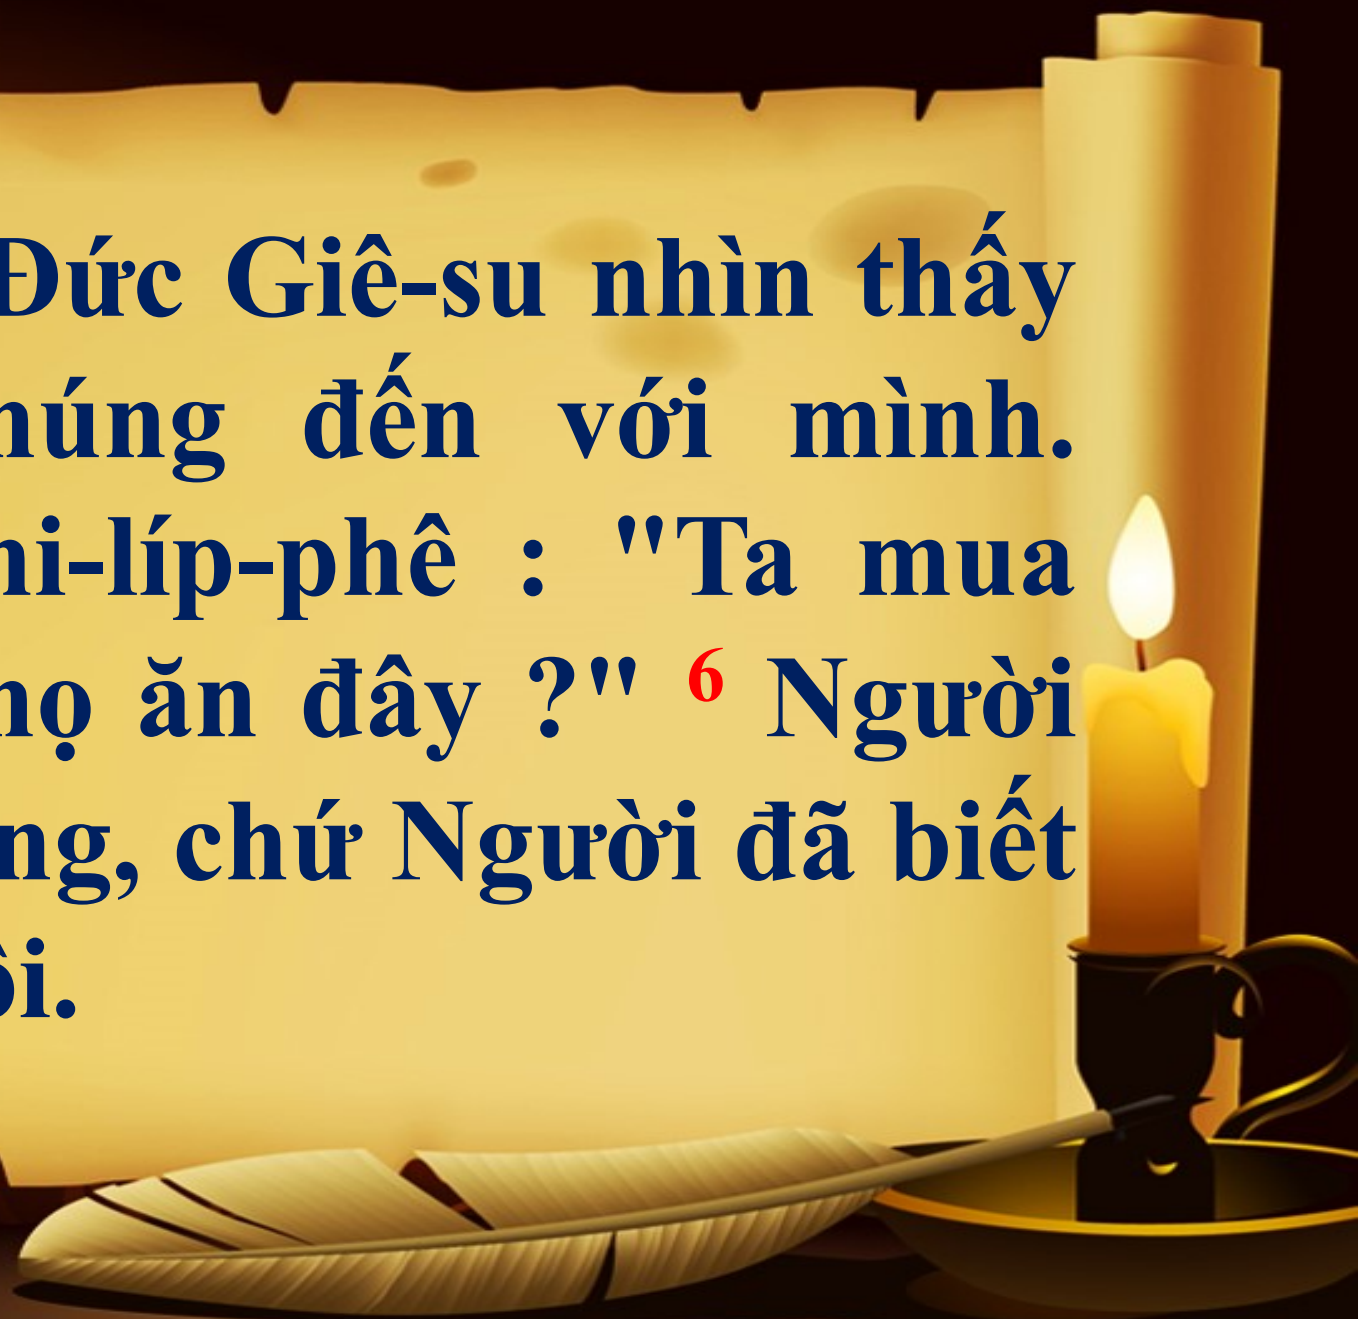 Đức Giê-su nhìn thấy
húng đến với mình.
hi-líp-phê : "Ta mua
họ ăn đây ?" 6 Người
ng, chứ Người đã biết
ồi.